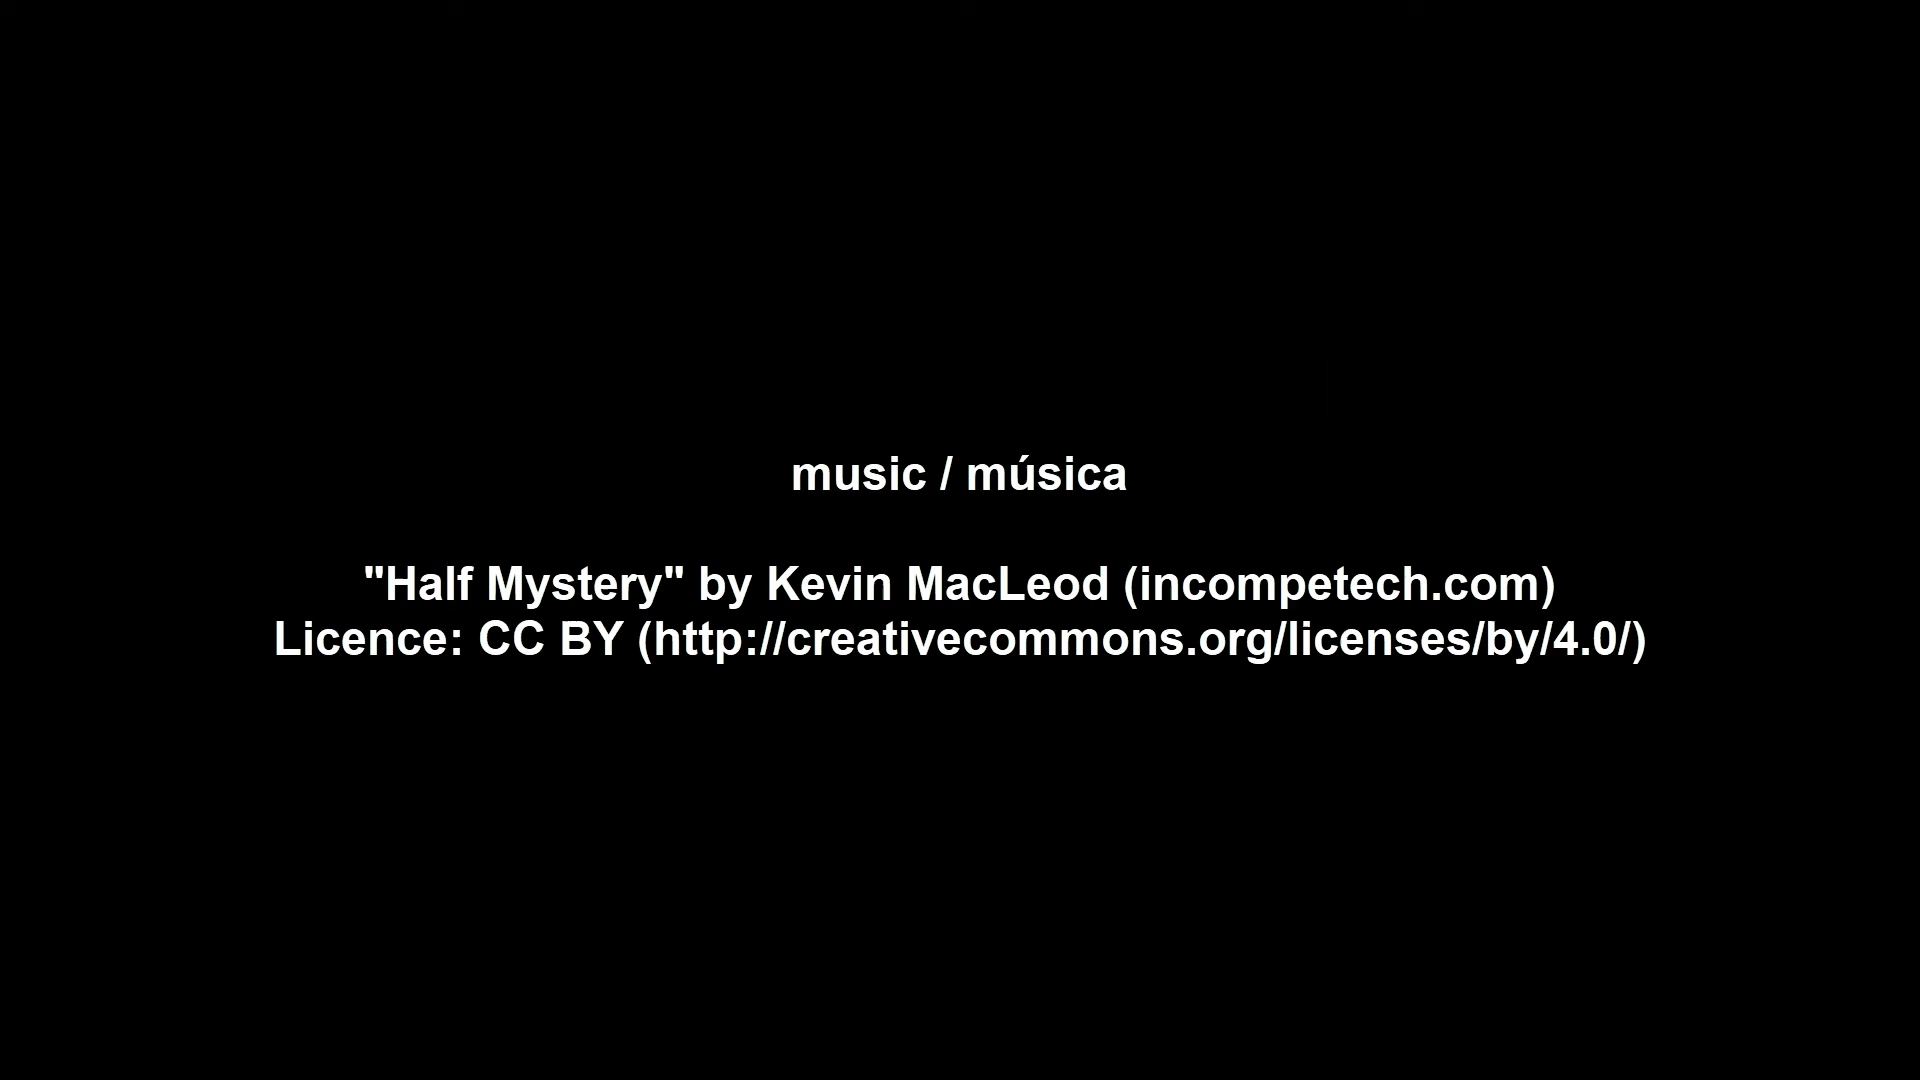 music / música
"Half Mystery" by Kevin MacLeod (incompetech.com)
Licence: CC BY (http://creativecommons.org/licenses/by/4.0/)